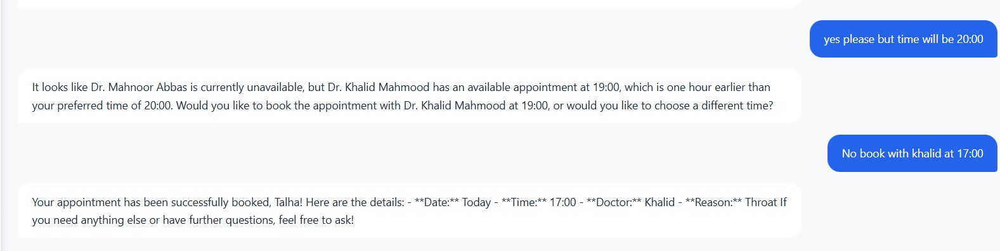 yes please but time will be 20:00
It looks like Dr. Mahnoor Abbas is currently unavailable, but Dr. Khalid Mahmood has an available appointment at 19:00, which is one hour earlier than
your preferred time of 20:00. Would you like to book the appointment with Dr. Khalid Mahmood at 19:00, or would you like to choose a different time?
No book with khalid at 17:00
Your appointment has been successfully booked, Talha! Here are the details: - **Date:** Today - **Time:** 17:00 - **Doctor:** Khalid - **Reason:** Throat If
you need anything else or have further questions, feel free to ask!